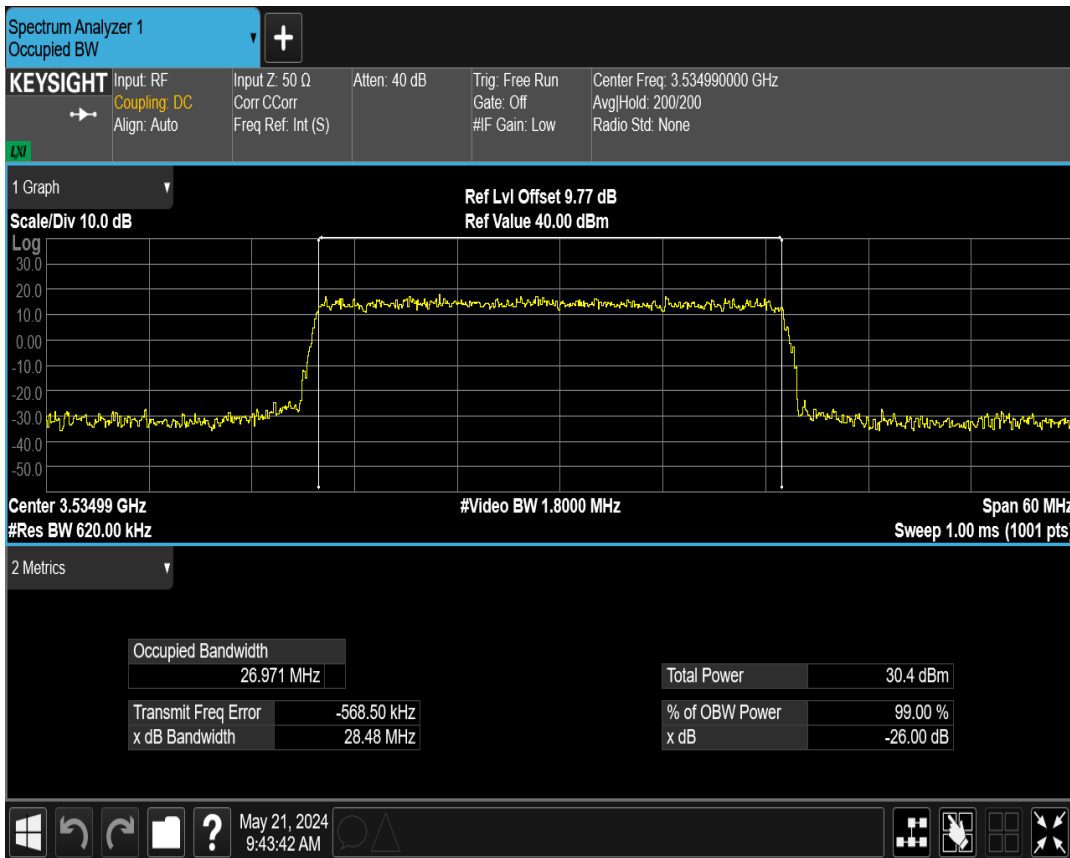 Spectrum Analyzer 1
Occupied BW
+
KEYSIGHT
LXI
Input: RF
Coupling: DC
Align: Auto
Input Z: 50 Ω
Corr CCorr
Freq Ref: Int (S)
Atten: 40 dB
Trig: Free Run
Gate: Off
#IF Gain: Low
Center Freq: 3.534990000 GHz
Avg|Hold: 200/200
Radio Std: None
1 Graph
Ref Lvl Offset 9.77 dB
Scale/Div 10.0 dB
Ref Value 40.00 dBm
Log
30.0
20.0
10.0
0.00
-10.0
-20.0
-30.0
-40.0
-50.0
Center 3.53499 GHz
#Video BW 1.8000 MHz
Span 60 MHz
#Res BW 620.00 kHz
Sweep 1.00 ms (1001 pts)
2 Metrics
Occupied Bandwidth
26.971 MHz
Total Power 30.4 dBm
Transmit Freq Error -568.50 kHz
% of OBW Power 99.00 %
x dB Bandwidth 28.48 MHz
x dB -26.00 dB
?
May 21, 2024
9:43:42 AM